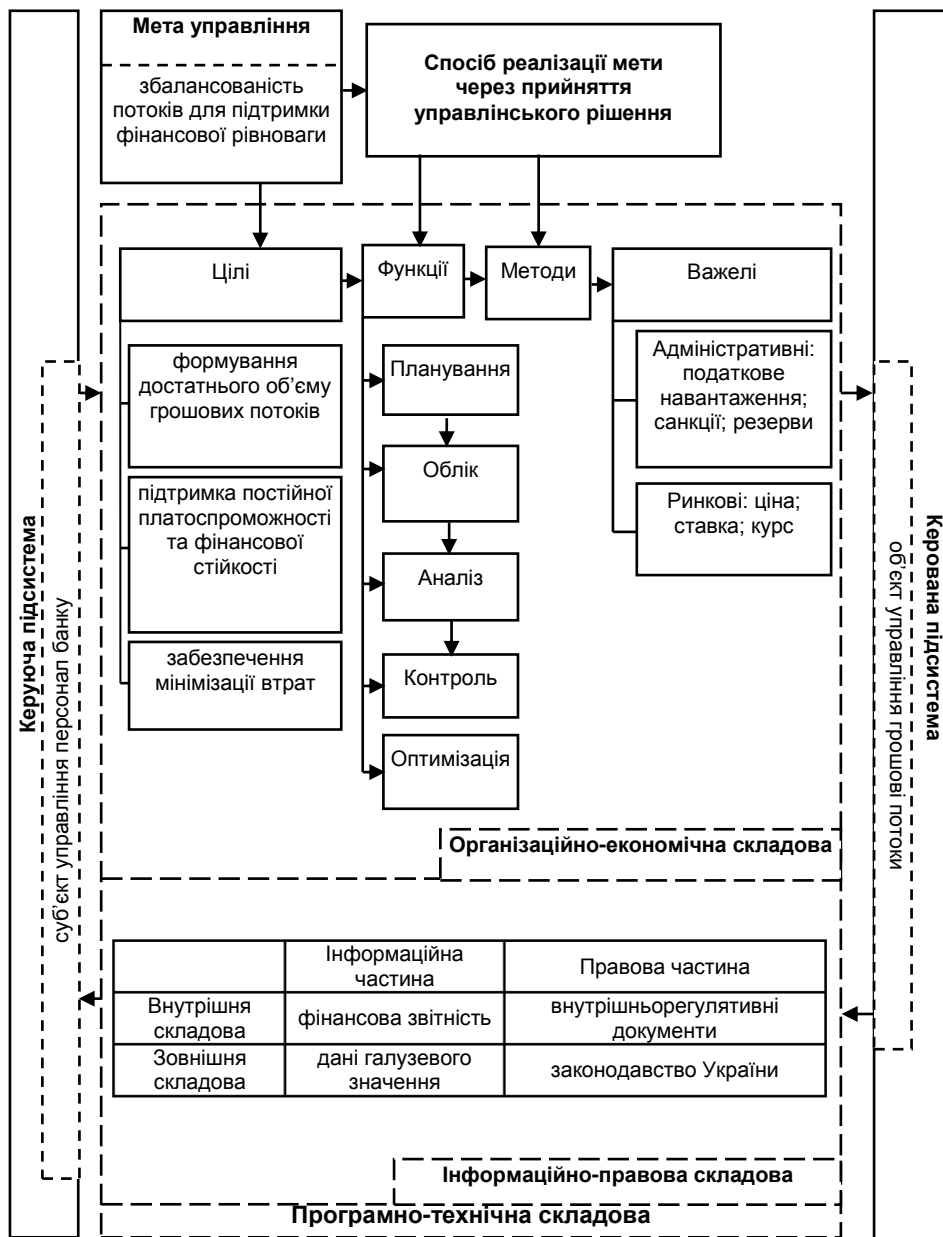 Мета управління
збалансованість
потоків для підтримки
фінансової рівноваги
Спосіб реалізації мети
через прийняття
управлінського рішення
Цілі
Функції
Методи
Важелі
формування
достатнього об’єму
грошових потоків
підтримка постійної
платоспроможності
та фінансової
стійкості
забезпечення
мінімізації втрат
Планування
Облік
Аналіз
Контроль
Оптимізація
Адміністративні:
податкове
навантаження;
санкції; резерви
Ринкові: ціна;
ставка; курс
Організаційно-економічна складова
Інформаційна
частина
Правова частина
Внутрішня
складова
фінансова звітність
внутрішньорегулятивні
документи
Зовнішня
складова
дані галузевого
значення
законодавство України
Інформаційно-правова складова
Програмно-технічна складова
Керуюча підсистема
суб’єкт управління персонал банку
Керована підсистема
об’єкт управління грошові потоки